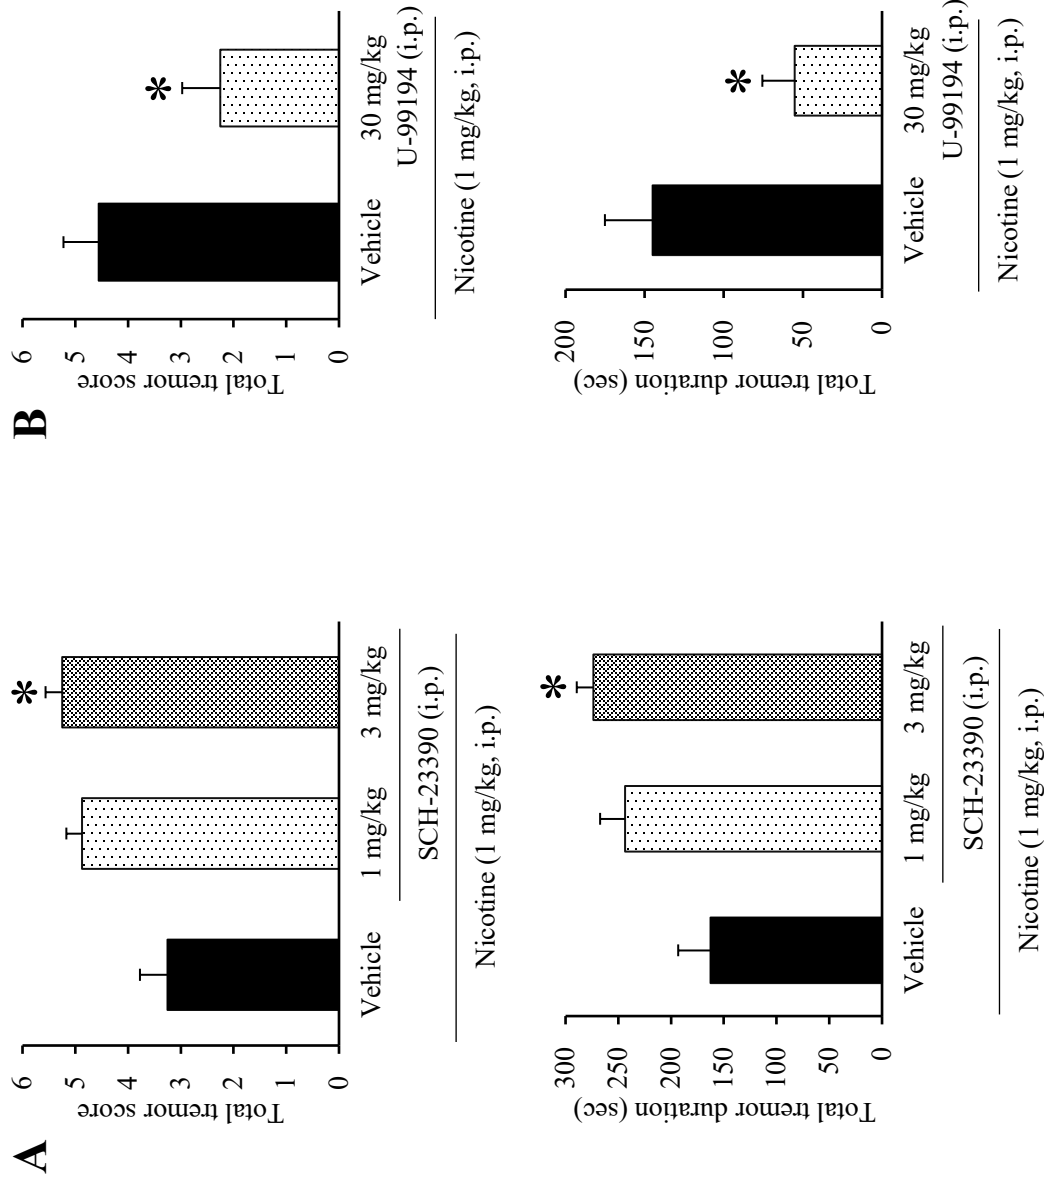 A
Total tremor score
6
5
4
3
2
1
0
Vehicle
1 mg/kg
3 mg/kg
*
SCH-23390 (i.p.)
Nicotine (1 mg/kg, i.p.)
Total tremor duration (sec)
300
250
200
150
100
50
0
Vehicle
1 mg/kg
3 mg/kg
*
SCH-23390 (i.p.)
Nicotine (1 mg/kg, i.p.)
B
Total tremor score
6
5
4
3
2
1
0
*
Vehicle
30 mg/kg
U-99194 (i.p.)
Nicotine (1 mg/kg, i.p.)
Total tremor duration (sec)
200
150
100
50
0
*
Vehicle
30 mg/kg
U-99194 (i.p.)
Nicotine (1 mg/kg, i.p.)